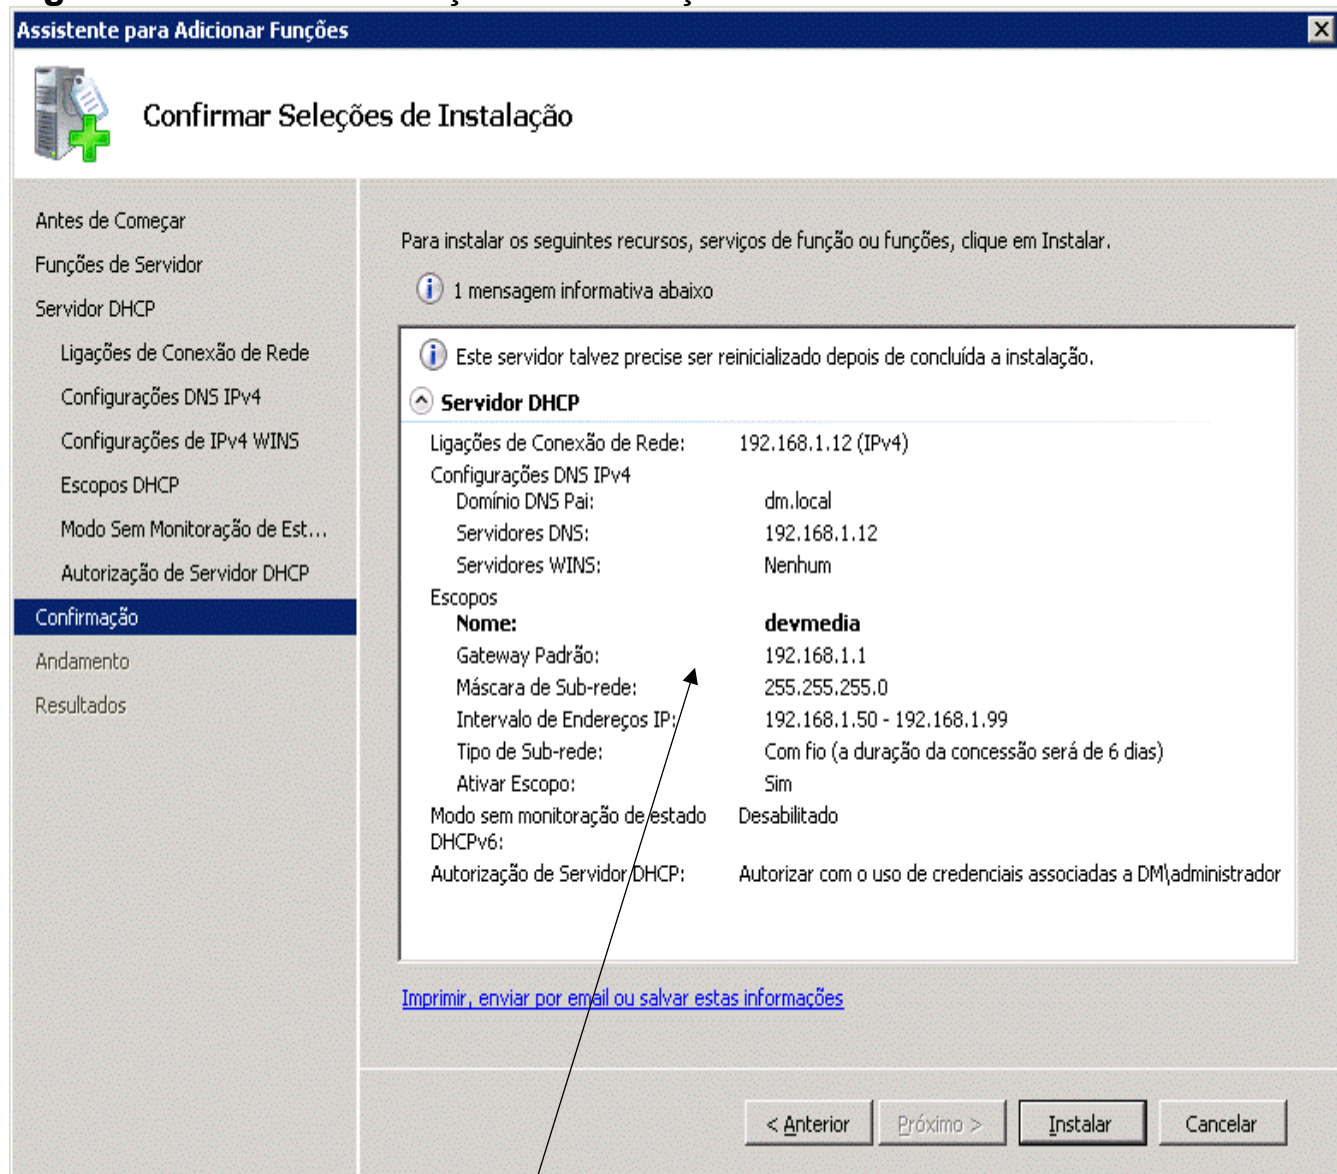 Assistente para Adicionar Funções
Confirmar Seleções de Instalação
Antes de Começar
Funções de Servidor
Servidor DHCP
Ligações de Conexão de Rede
Configurações DNS IPv4
Configurações de IPv4 WINS
Escopos DHCP
Modo Sem Monitoração de Est...
Autorização de Servidor DHCP
Confirmação
Andamento
Resultados
Para instalar os seguintes recursos, serviços de função ou funções, clique em Instalar.
1 mensagem informativa abaixo
Este servidor talvez precise ser reinicializado depois de concluída a instalação.
Servidor DHCP
Ligações de Conexão de Rede: 192.168.1.12 (IPv4)
Configurações DNS IPv4
Domínio DNS Pai: dm.local
Servidores DNS: 192.168.1.12
Servidores WINS: Nenhum
Escopos
Nome: devmedia
Gateway Padrão: 192.168.1.1
Máscara de Sub-rede: 255.255.255.0
Intervalo de Endereços IP: 192.168.1.50 - 192.168.1.99
Tipo de Sub-rede: Com fio (a duração da concessão será de 6 dias)
Ativar Escopo: Sim
Modo sem monitoração de estado Desabilitado
DHCPv6:
Autorização de Servidor DHCP: Autorizar com o uso de credenciais associadas a DM\administrador
Imprimir, enviar por email ou salvar estas informações
< Anterior
Próximo >
Instalar
Cancelar